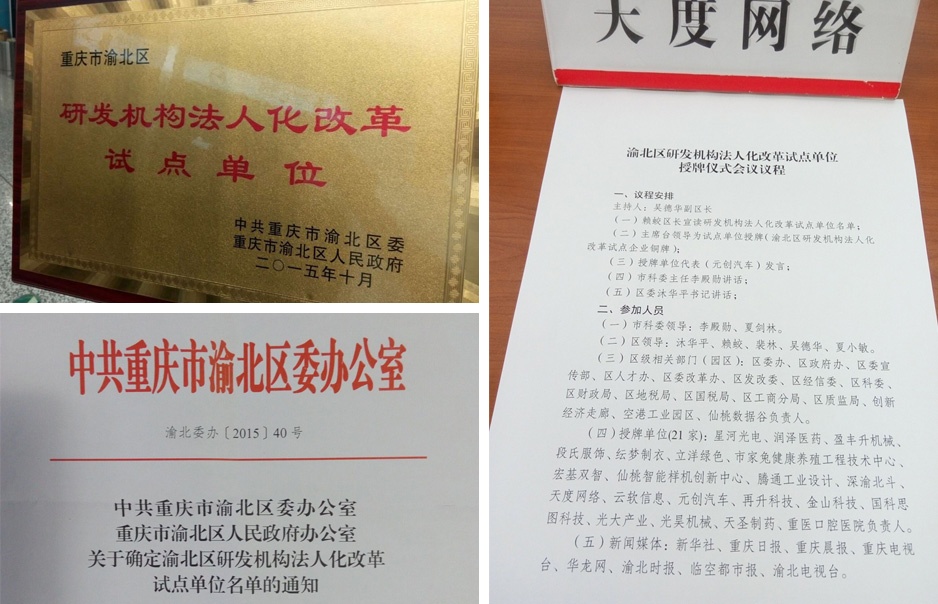 重庆市渝北区
研发机构法人化改革
试点单位
中共重庆市渝北区委
重庆市渝北区人民政府
二〇一五年十月
中共重庆市渝北区委办公室
渝北委办〔2015〕40号
中共重庆市渝北区委办公室
重庆市渝北区人民政府办公室
关于确定渝北区研发机构法人化改革
试点单位名单的通知
天度网络
渝北区研发机构法人化改革试点单位
授牌仪式会议议程
一、议程安排
主持人：吴德华副区长
（一）赖蛟区长宣读研发机构法人化改革试点单位名单；
（二）主席台领导为试点单位授牌（渝北区研发机构法人化
改革试点企业铜牌）；
（三）授牌单位代表（元创汽车）发言；
（四）市科委主任李殿勋讲话；
（五）区委沐华平书记讲话；
二、参加人员
（一）市科委领导：李殿勋、夏剑林。
（二）区领导：沐华平、赖蛟、裴林、吴德华、夏小敏。
（三）区级相关部门（园区）：区委办、区政府办、区委宣
传部、区人才办、区委改革办、区发改委、区经信委、区科委、
区财政局、区地税局、区国税局、区工商分局、区质监局、创新
经济走廊、空港工业园区、仙桃数据谷负责人。
（四）授牌单位(21家)：星河光电、润泽医药、盈车升机械、
段氏服饰、纭梦制衣、立洋绿色、市家兔健康养殖工程技术中心、
宏基双智、仙桃智能样机创新中心、腾通工业设计、深渝北斗、
天度网络、云软信息、元创汽车、再升科技、金山科技、国科思
图科技、光大产业、光昊机械、天圣制药、重医口腔医院负责人。
（五）新闻媒体：新华社、重庆日报、重庆晨报、重庆电视
台、华龙网、渝北时报、临空都市报、渝北电视台。